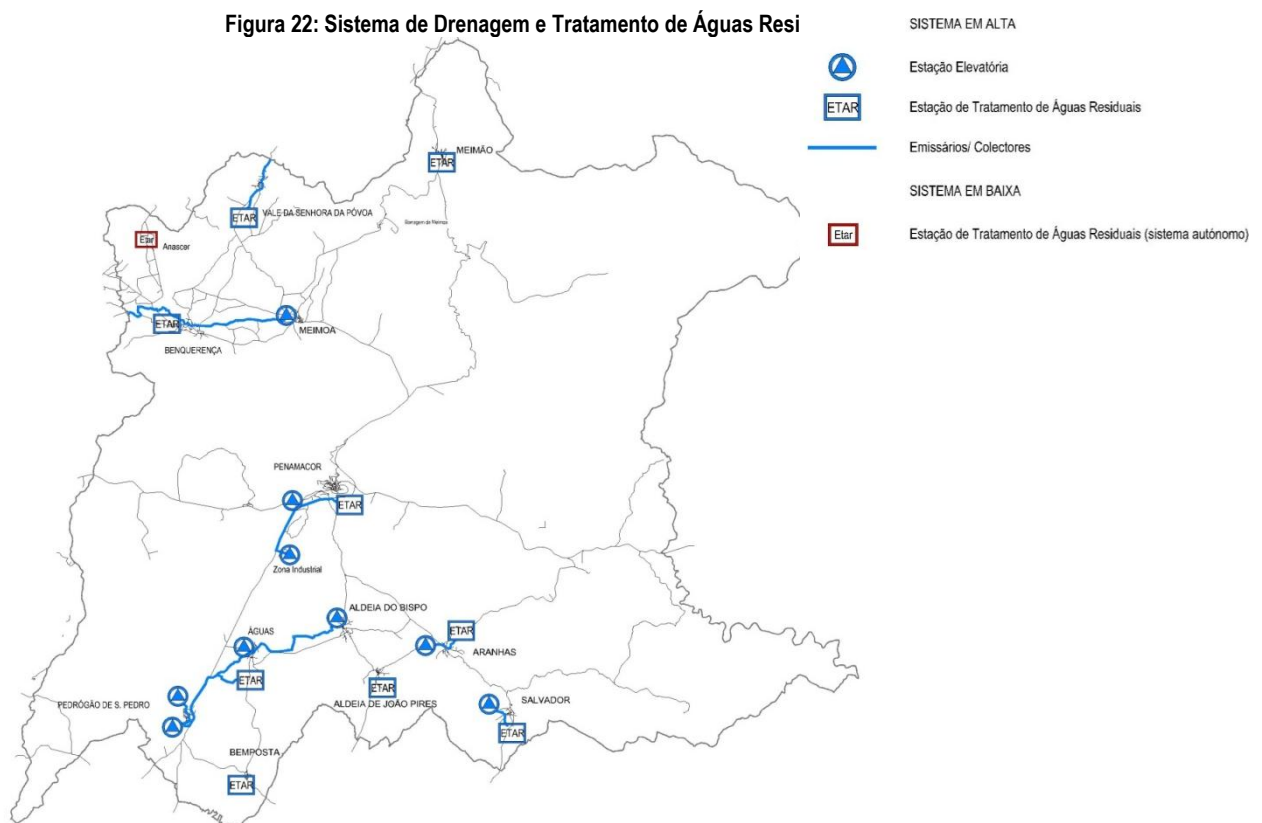 Figura 22: Sistema de Drenagem e Tratamento de Águas Resi
SISTEMA EM ALTA
Estação Elevatória
ETAR
Estação de Tratamento de Águas Residuais
Emissários/ Colectores
SISTEMA EM BAIXA
Etar
Estação de Tratamento de Águas Residuais (sistema autónomo)
MEIMÃO
ETAR
ETAR
VALE DA SENHORA DA PÓVOA
Barragem da Meimoa
Etar
Anascer
ETAR
MEIMOA
BENQUERENÇA
PENAMACOR
ETAR
Zona Industrial
ALDEIA DO BISPO
ÁGUAS
ETAR
ARANHAS
ETAR
ETAR
PEDRÓGÃO DE S. PEDRO
ALDEIA DE JOÃO PIRES
SALVADOR
ETAR
BEMPOSTA
ETAR